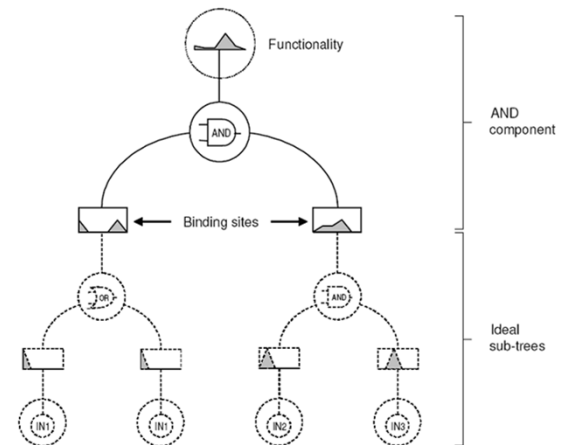 Functionality
AND
AND
component
Binding sites
OR
AND
Ideal
sub-trees
IN1
IN1
IN2
IN3